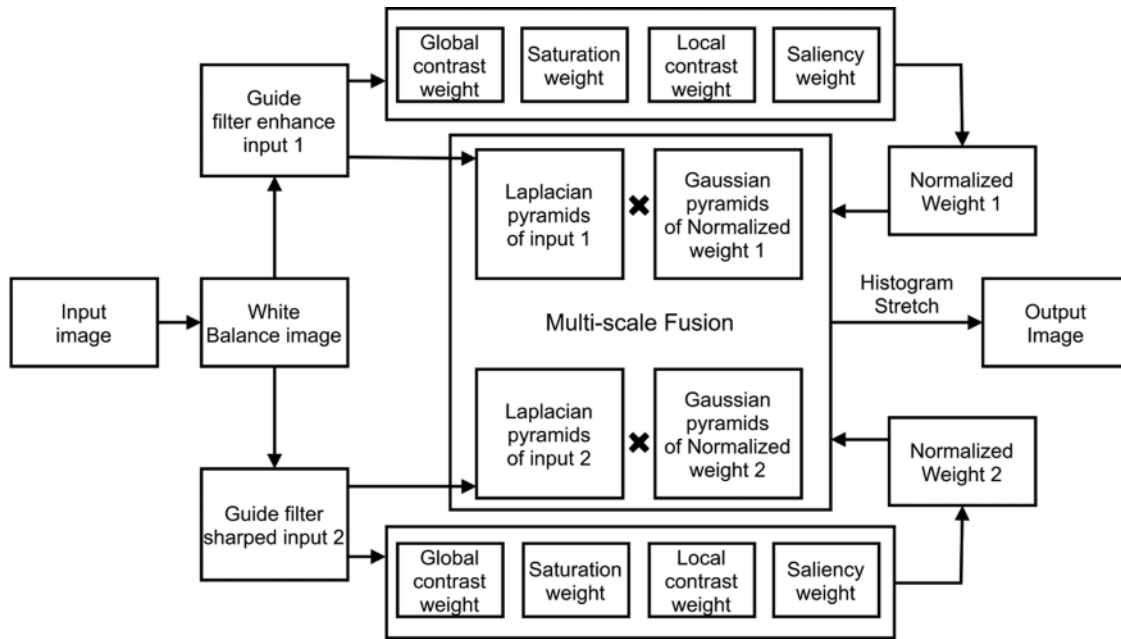 Global
contrast
weight
Saturation
weight
Local
contrast
weight
Saliency
weight
Guide
filter enhance
input 1
Laplacian
pyramids
of input 1
Gaussian
pyramids
of Normalized
weight 1
Normalized
Weight 1
Input
image
White
Balance image
Multi-scale Fusion
Histogram
Stretch
Output
Image
Laplacian
pyramids
of input 2
Gaussian
pyramids
of Normalized
weight 2
Normalized
Weight 2
Guide filter
sharped input 2
Global
contrast
weight
Saturation
weight
Local
contrast
weight
Saliency
weight